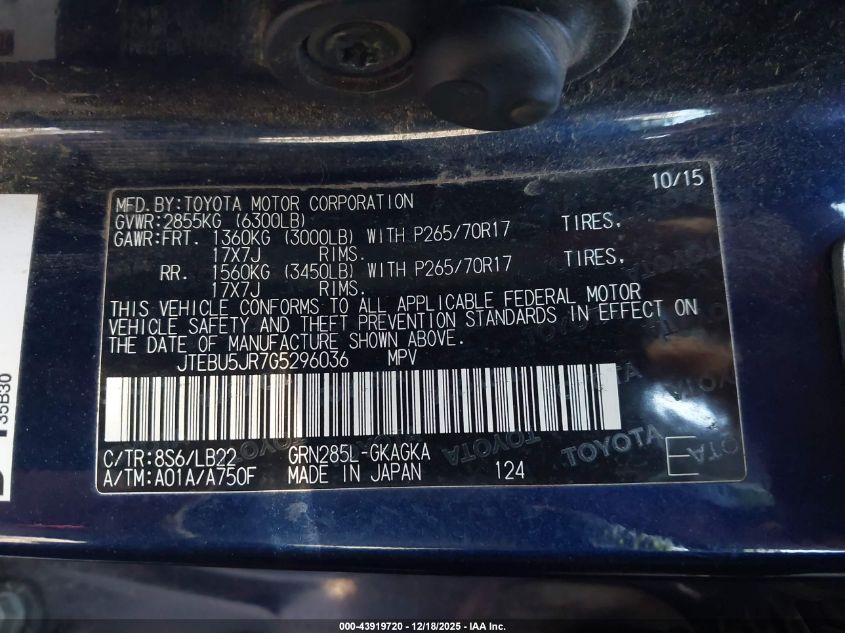 10/15
MFD. BY:TOYOTA MOTOR CORPORATION
GVWR:2855KG (6300LB)
GAWR:FRT. 1360KG (3000LB) WITH P265/70R17 TIRES,
17X7J RIMS.
RR. 1560KG (3450LB) WITH P265/70R17 TIRES,
17X7J RIMS.
THIS VEHICLE CONFORMS TO ALL APPLICABLE FEDERAL MOTOR
VEHICLE SAFETY AND THEFT PREVENTION STANDARDS IN EFFECT ON
THE DATE OF MANUFACTURE SHOWN ABOVE.
JTEBU5JR7G5296036 MPV
C/TR:8S6/LB22 GRN285L-GKAGKA
A/TM:A01A/A750F MADE IN JAPAN 124
TOYOTA
E
35B30
000-43919720 - 12/18/2025 - IAA Inc.